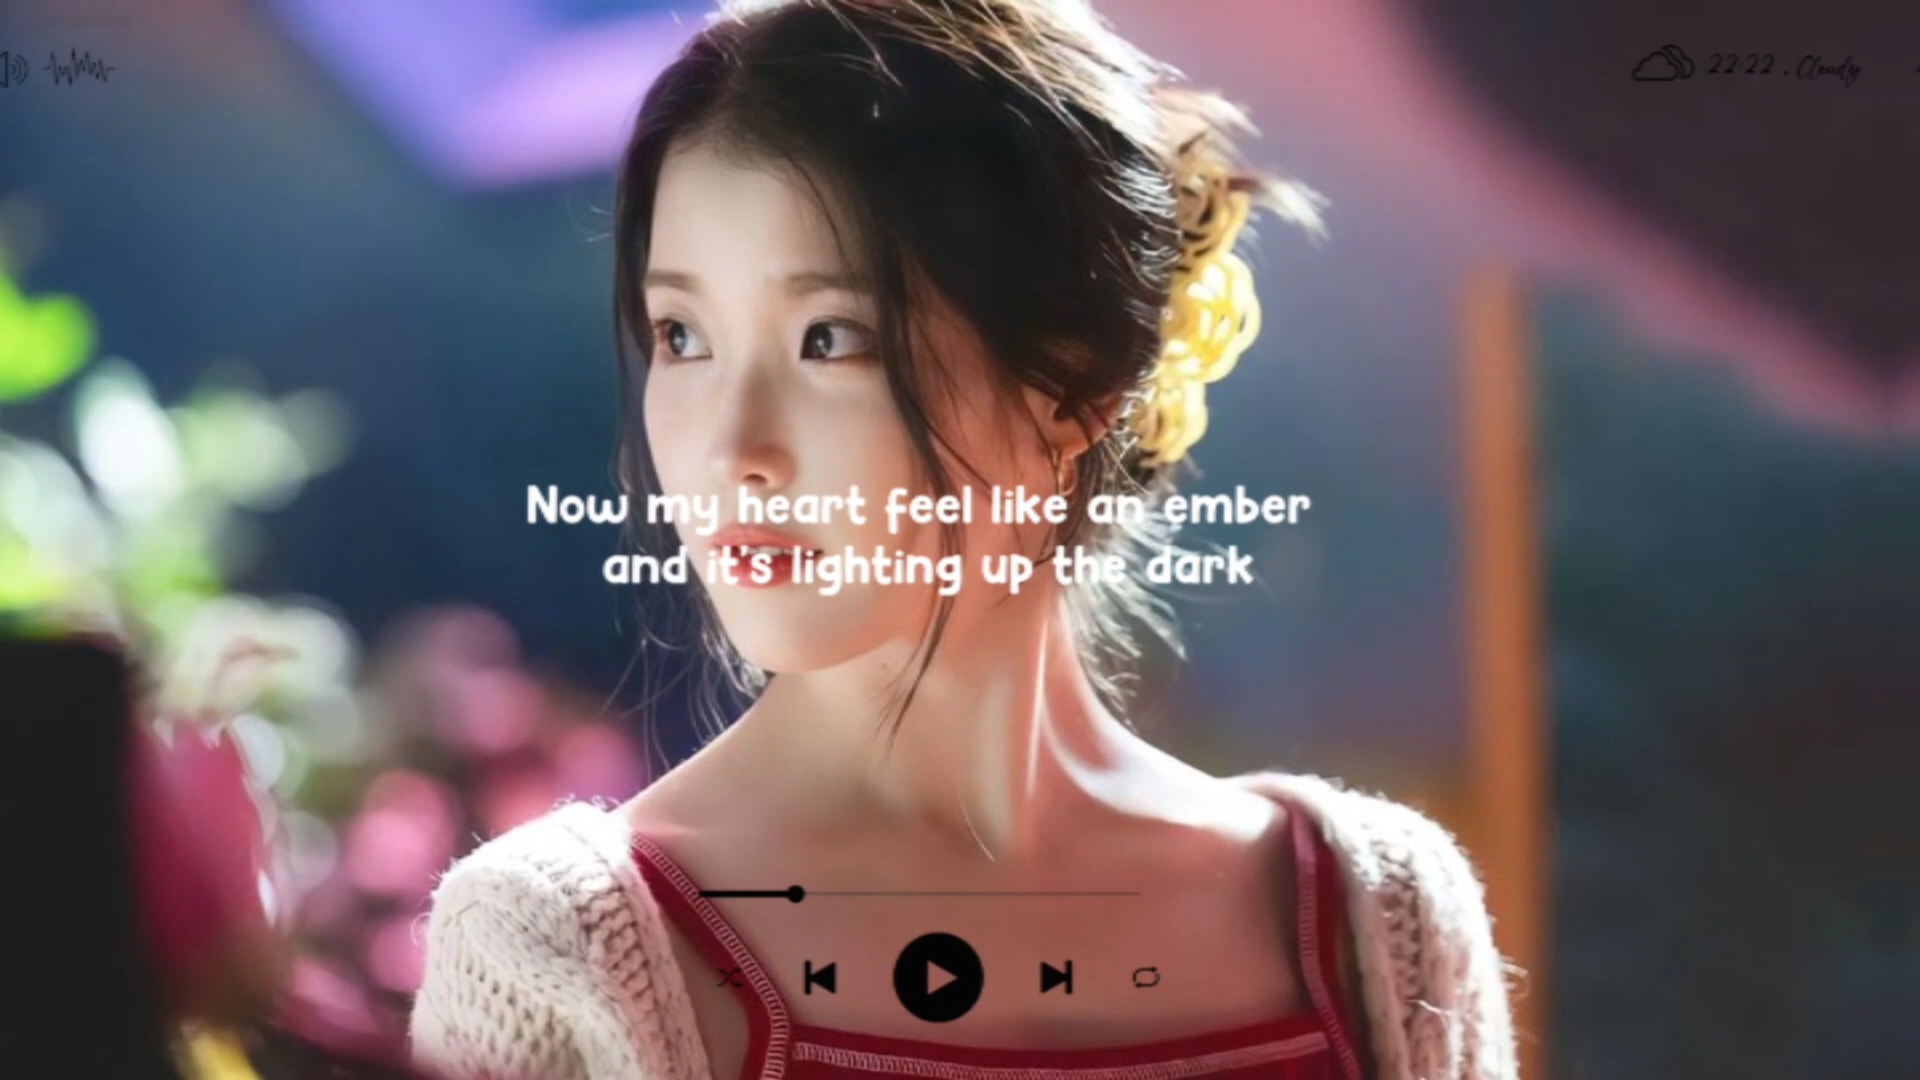 22:22 . Cloudy
Now my heart feel like an ember
and it's lighting up the dark